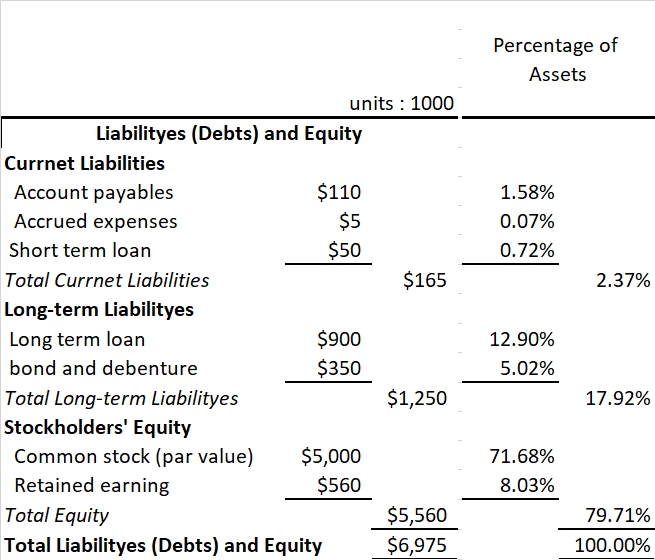 Percentage of
Assets
units : 1000
Liabilityes (Debts) and Equity
Currnet Liabilities
Account payables $110 1.58%
Accrued expenses $5 0.07%
Short term loan $50 0.72%
Total Currnet Liabilities $165 2.37%
Long-term Liabilityes
Long term loan $900 12.90%
bond and debenture $350 5.02%
Total Long-term Liabilityes $1,250 17.92%
Stockholders' Equity
Common stock (par value) $5,000 71.68%
Retained earning $560 8.03%
Total Equity $5,560 79.71%
Total Liabilityes (Debts) and Equity $6,975 100.00%